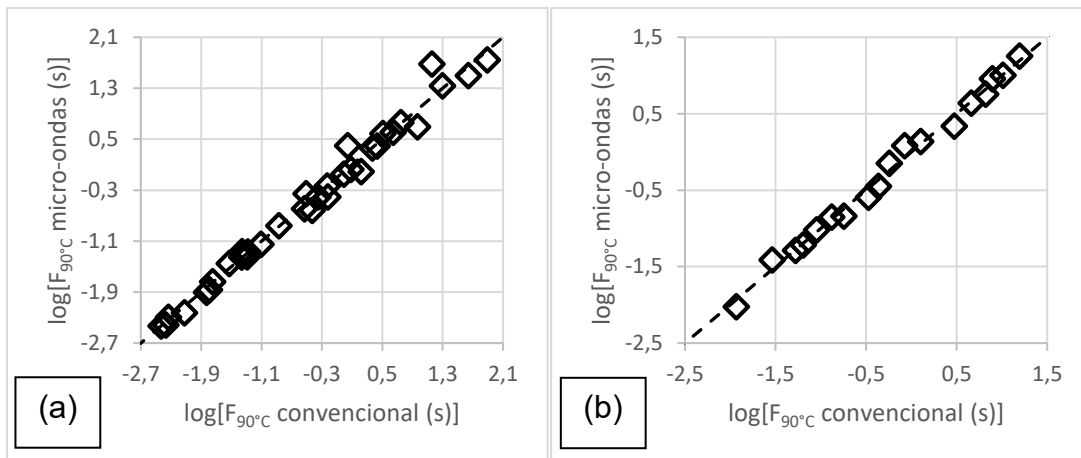 2,1
1,3
0,5
-0,3
-1,1
-1,9
-2,7
-2,7 -1,9 -1,1 -0,3 0,5 1,3 2,1
log[F90°C micro-ondas (s)]
log[F90°C convencional (s)]
(a)
1,5
0,5
-0,5
-1,5
-2,5
-2,5 -1,5 -0,5 0,5 1,5
log[F90°C micro-ondas (s)]
log[F90°C convencional (s)]
(b)